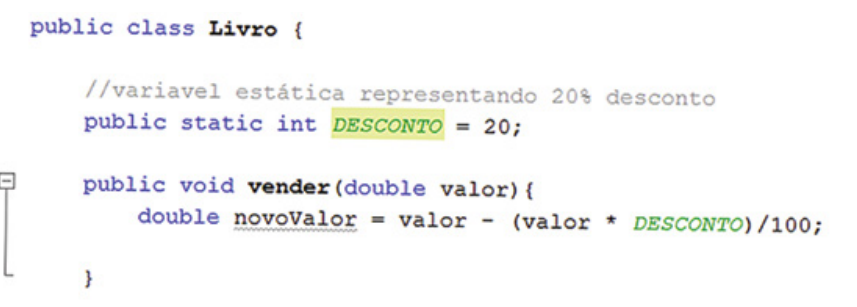 public class Livro {
//variavel estática representando 20% desconto
public static int DESCONTO = 20;
public void vender(double valor){
double novoValor = valor - (valor * DESCONTO)/100;
}